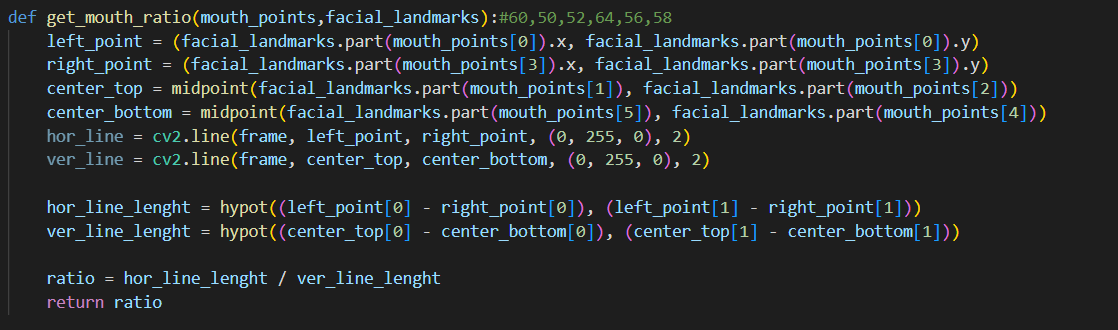 def get_mouth_ratio(mouth_points,facial_landmarks):#60,50,52,64,56,58
    left_point = (facial_landmarks.part(mouth_points[0]).x, facial_landmarks.part(mouth_points[0]).y)
    right_point = (facial_landmarks.part(mouth_points[3]).x, facial_landmarks.part(mouth_points[3]).y)
    center_top = midpoint(facial_landmarks.part(mouth_points[1]), facial_landmarks.part(mouth_points[2]))
    center_bottom = midpoint(facial_landmarks.part(mouth_points[5]), facial_landmarks.part(mouth_points[4]))
    hor_line = cv2.line(frame, left_point, right_point, (0, 255, 0), 2)
    ver_line = cv2.line(frame, center_top, center_bottom, (0, 255, 0), 2)

    hor_line_lenght = hypot((left_point[0] - right_point[0]), (left_point[1] - right_point[1]))
    ver_line_lenght = hypot((center_top[0] - center_bottom[0]), (center_top[1] - center_bottom[1]))

    ratio = hor_line_lenght / ver_line_lenght
    return ratio